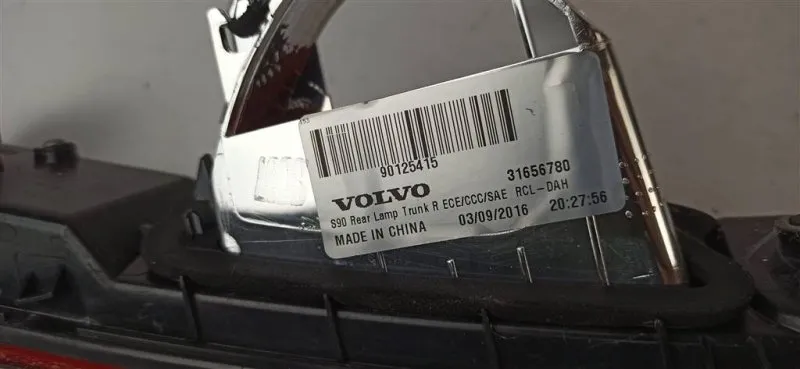 90125415
31656780
VOLVO
S90 Rear Lamp Trunk R ECE/CCC/SAE RCL-DAH
MADE IN CHINA
03/09/2016
20:27:56